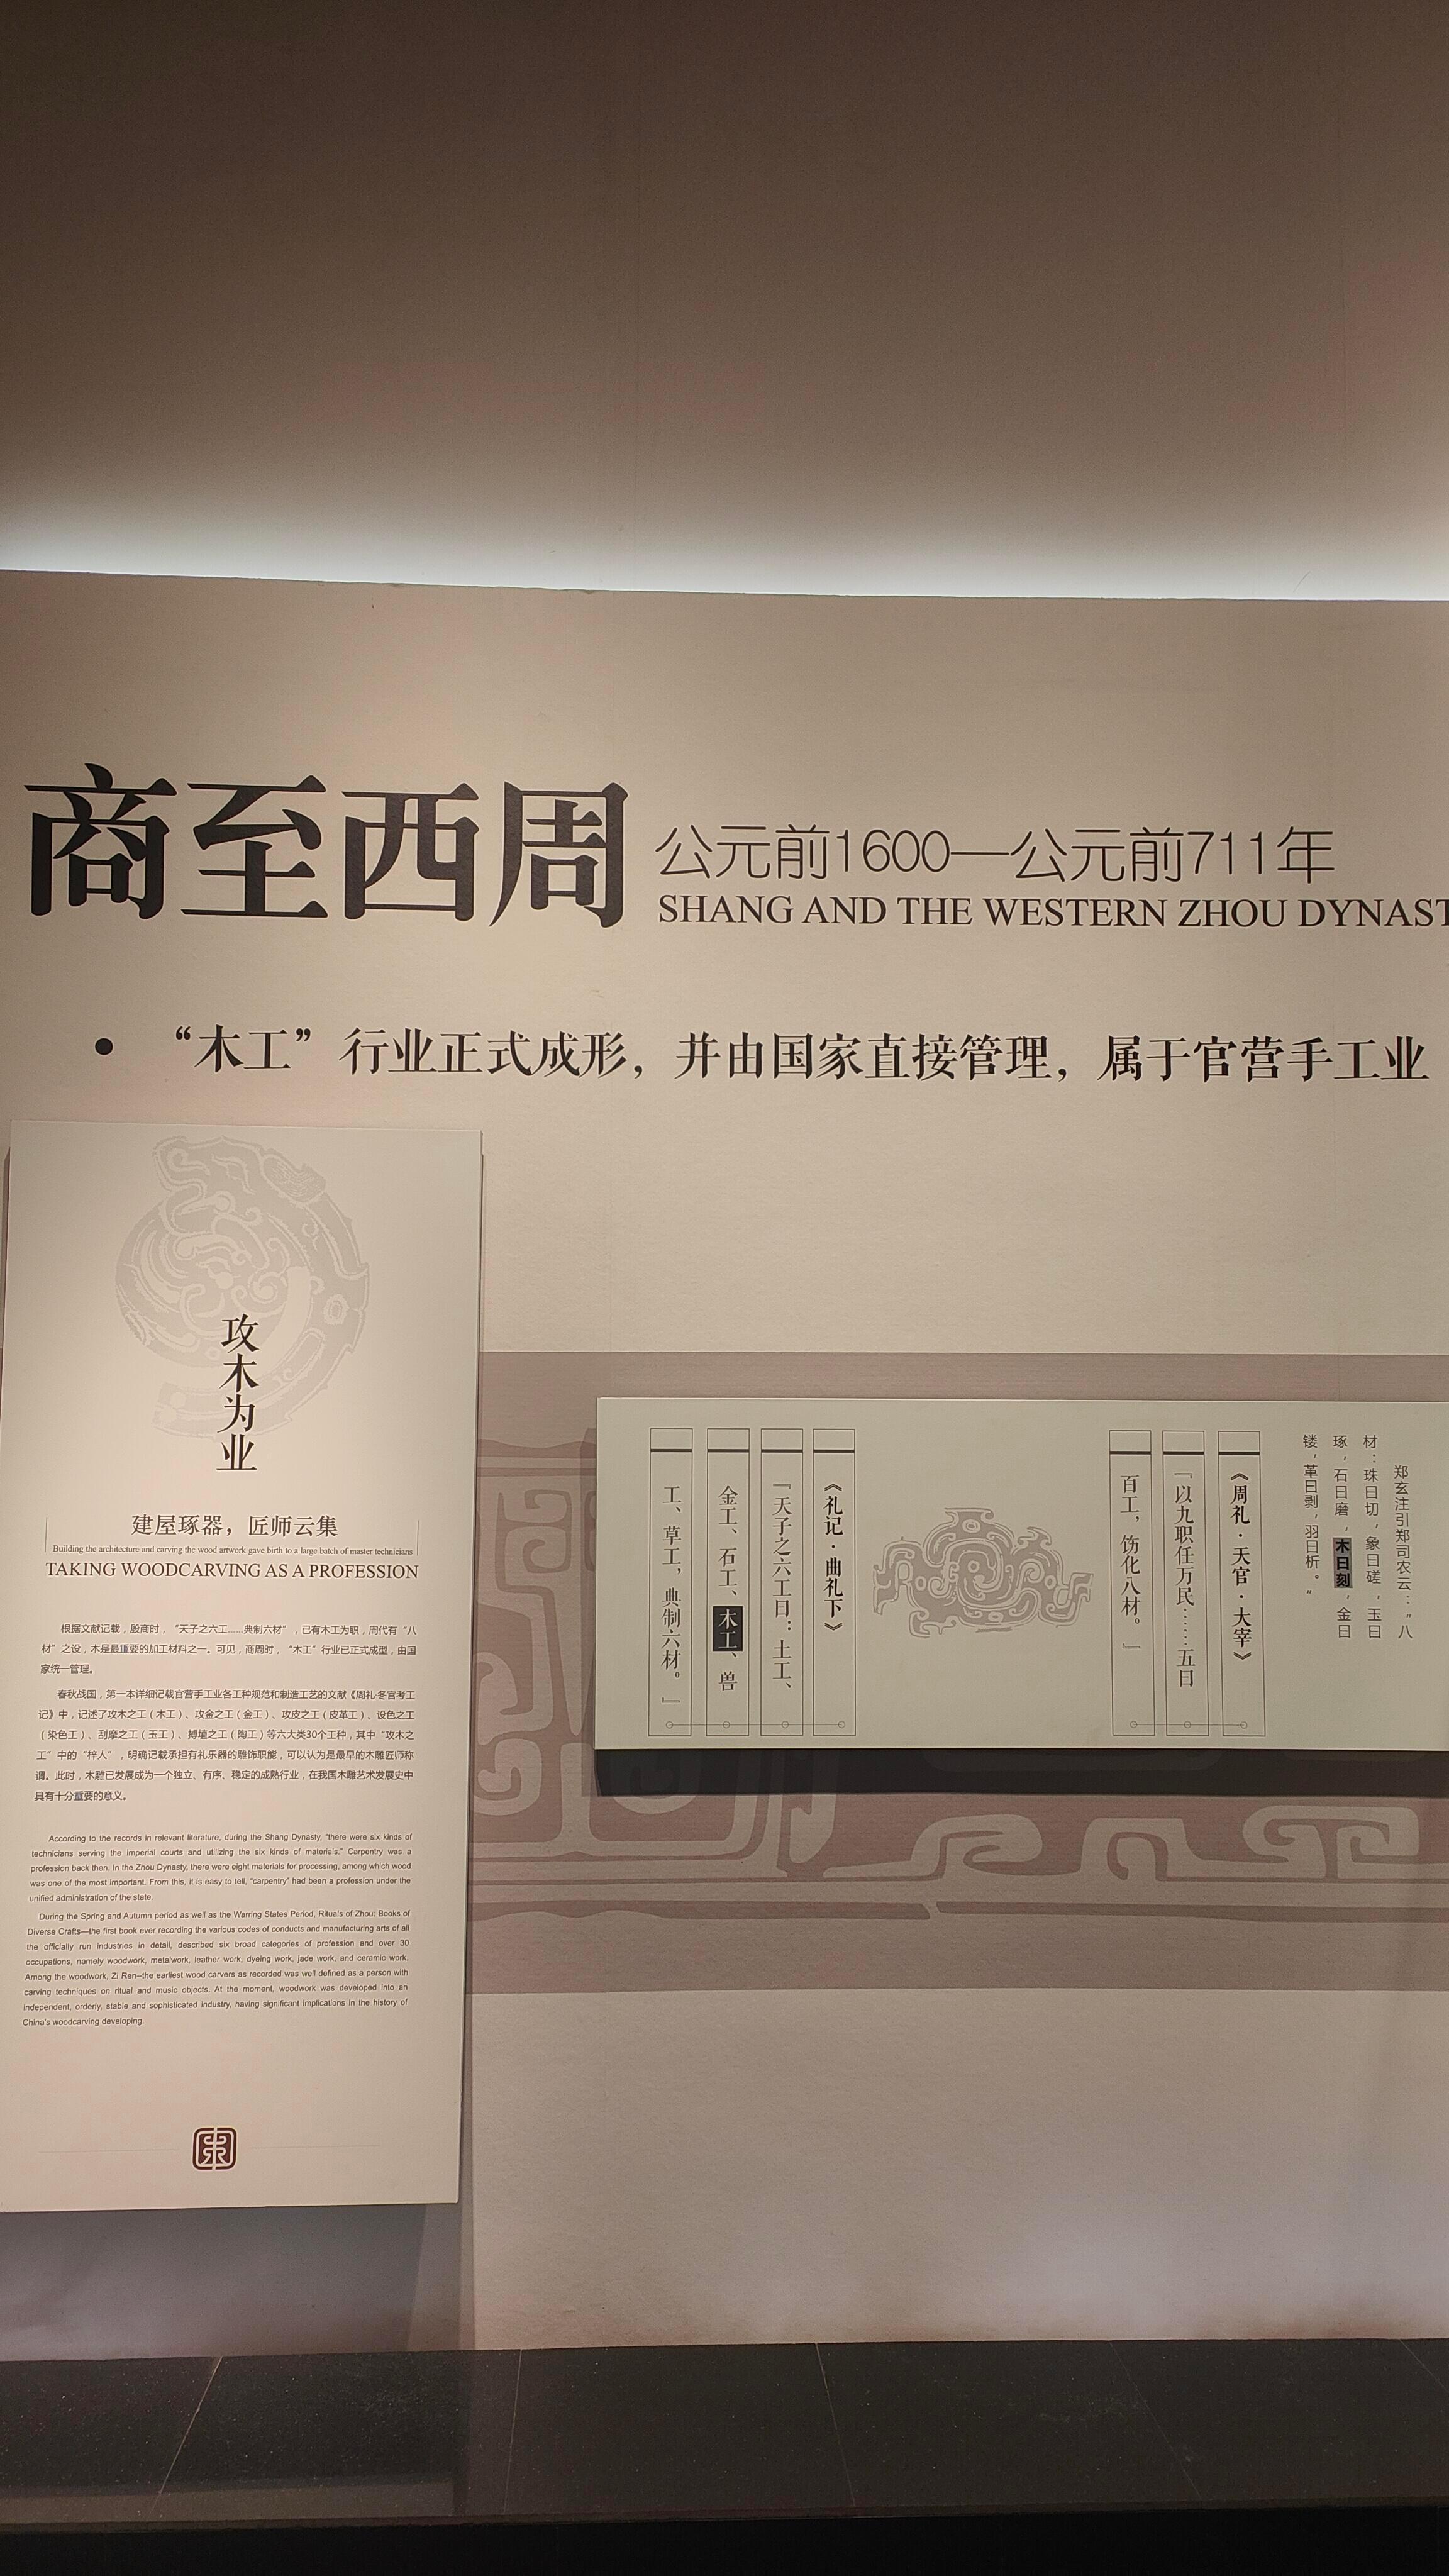 商至西周
公元前1600—公元前711年
SHANG AND THE WESTERN ZHOU DYNAST
• “木工”行业正式成形，并由国家直接管理，属于官营手工业
攻木为业
建屋琢器，匠师云集
Building the architecture and carving the wood artwork gave birth to a large batch of master technicians
TAKING WOODCARVING AS A PROFESSION
根据文献记载，殷商时，“天子之六工……典制六材”，已有木工为职，周代有“八
材”之设，木是最重要的加工材料之一。可见，商周时，“木工”行业已正式成型，由国
家统一管理。
春秋战国，第一本详细记载官营手工业各工种规范和制造工艺的文献《周礼·冬官考工
记》中，记述了攻木之工（木工）、攻金之工（金工）、攻皮之工（皮革工）、设色之工
（染色工）、刮摩之工（玉工）、搏埴之工（陶工）等六大类30个工种，其中“攻木之
工”中的“梓人”，明确记载承担有礼乐器的雕饰职能，可以认为是最早的木雕匠师称
谓。此时，木雕已发展成为一个独立、有序、稳定的成熟行业，在我国木雕艺术发展史中
具有十分重要的意义。
According to the records in relevant literature, during the Shang Dynasty, "there were six kinds of
technicians serving the imperial courts and utilizing the six kinds of materials." Carpentry was a
profession back then. In the Zhou Dynasty, there were eight materials for processing, among which wood
was one of the most important. From this, it is easy to tell, "carpentry" had been a profession under the
unified administration of the state.
During the Spring and Autumn period as well as the Warring States Period, Rituals of Zhou: Books of
Diverse Crafts—the first book ever recording the various codes of conducts and manufacturing arts of all
the officially run industries in detail, described six broad categories of profession and over 30
occupations, namely woodwork, metalwork, leather work, dyeing work, jade work, and ceramic work.
Among the woodwork, Zi Ren–the earliest wood carvers as recorded was well defined as a person with
carving techniques on ritual and music objects. At the moment, woodwork was developed into an
independent, orderly, stable and sophisticated industry, having significant implications in the history of
China's woodcarving developing.
郑玄注引郑司农云：“八
材：珠曰切，象曰磋，玉曰
琢，石曰磨，木曰刻，金曰
镂，革曰剥，羽曰析。”
《周礼·天官·大宰》
「以九职任万民……五曰
百工，饬化八材。」
《礼记·曲礼下》
「天子之六工曰：土工、
金工、石工、木工、兽
工、草工，典制六材。」